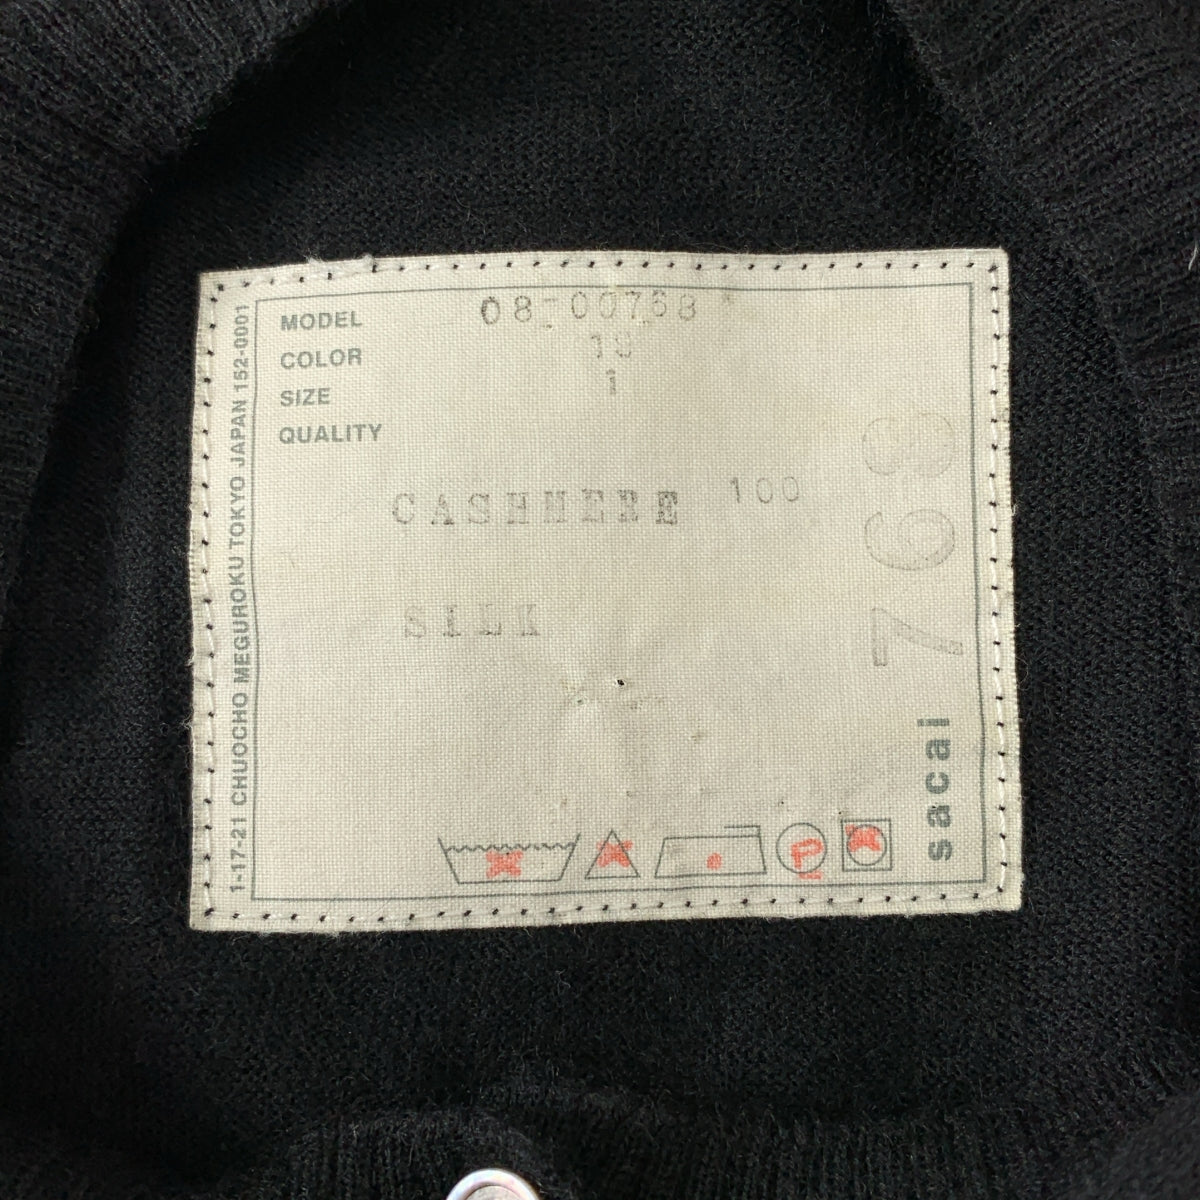 MODEL 08-00768
COLOR
SIZE 1
QUALITY
CASHMERE 100
SILK
768
sacai
P
1-17-21 CHUOCHO MEGUROKU TOKYO JAPAN 152-0001